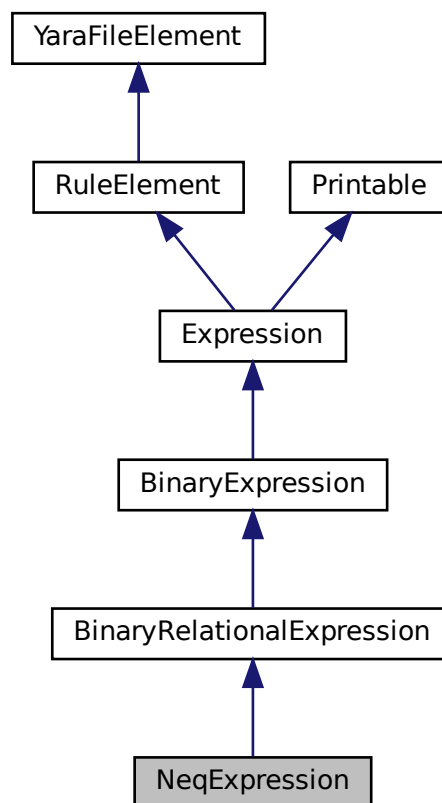 YaraFileElement
RuleElement
Printable
Expression
BinaryExpression
BinaryRelationalExpression
NeqExpression